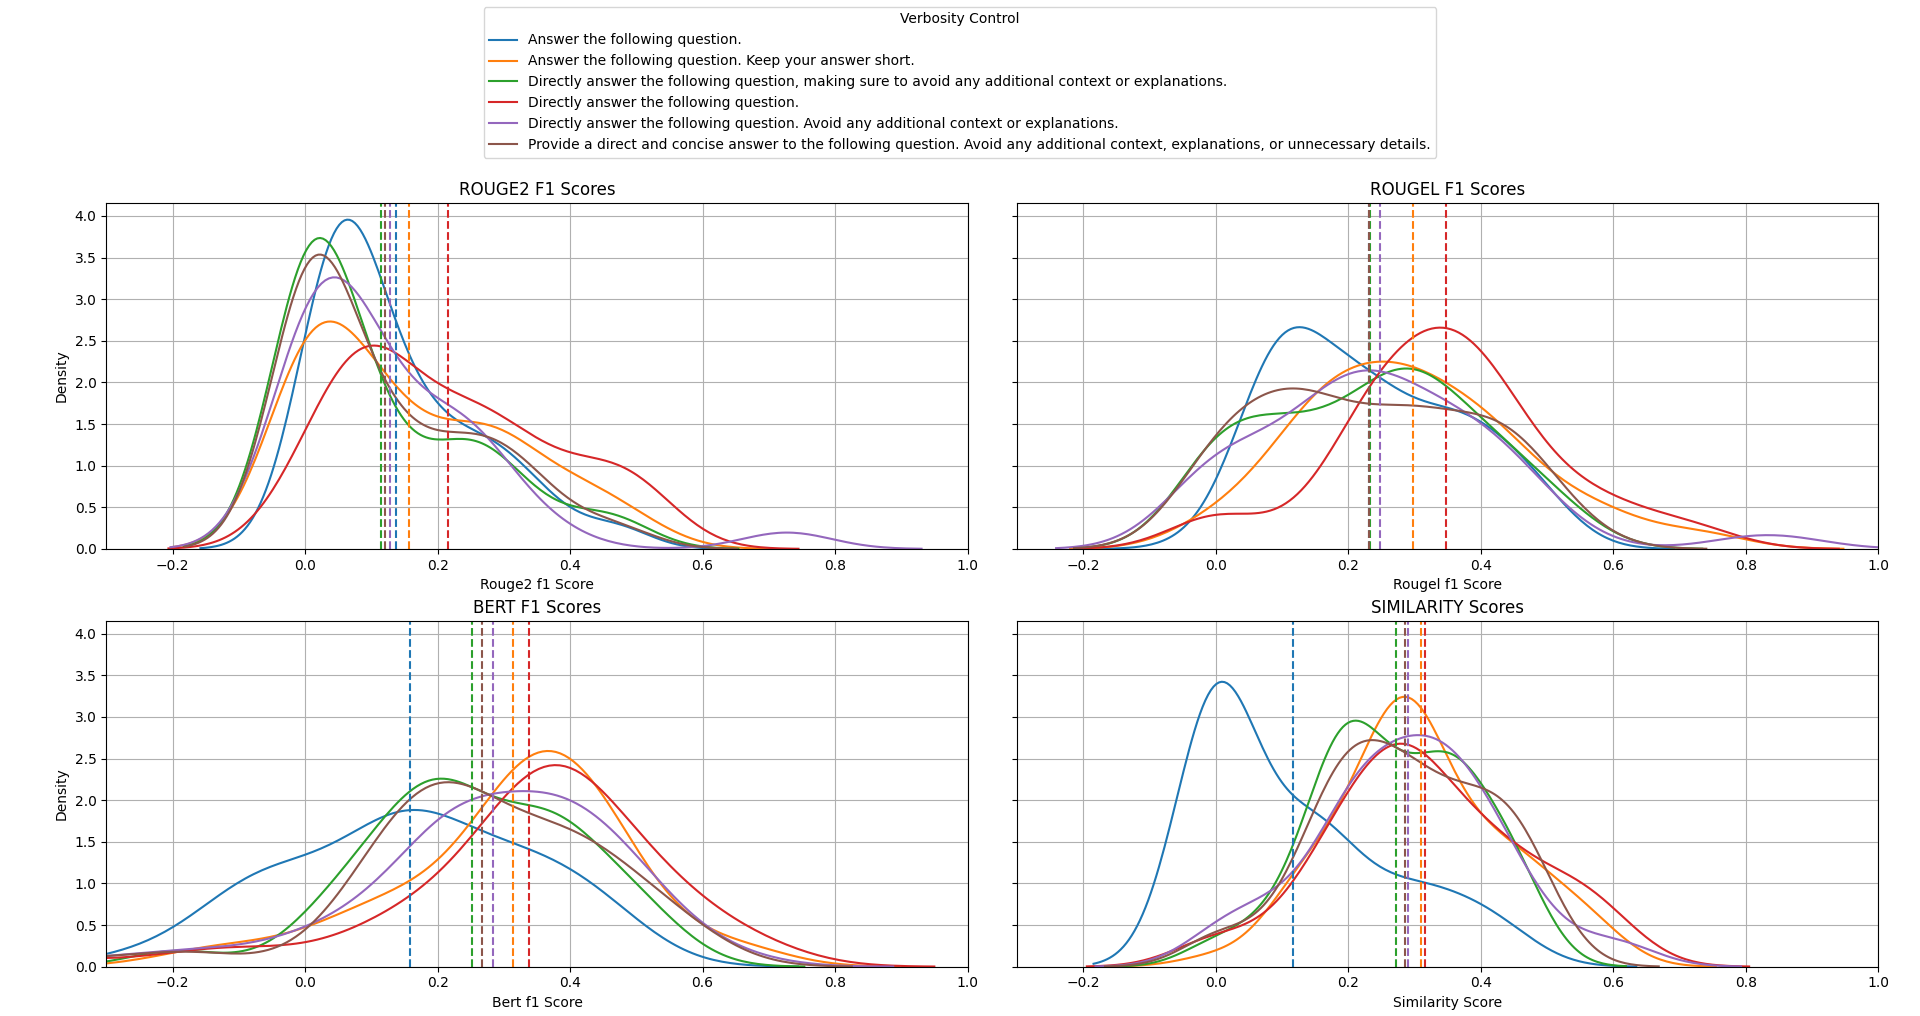 Verbosity Control
Answer the following question.
Answer the following question. Keep your answer short.
Directly answer the following question, making sure to avoid any additional context or explanations.
Directly answer the following question.
Directly answer the following question. Avoid any additional context or explanations.
Provide a direct and concise answer to the following question. Avoid any additional context, explanations, or unnecessary details.
ROUGE2 F1 Scores
4.0
3.5
3.0
2.5
2.0
1.5
1.0
0.5
0.0
Density
−0.2 0.0 0.2 0.4 0.6 0.8 1.0
Rouge2 f1 Score
ROUGEL F1 Scores
−0.2 0.0 0.2 0.4 0.6 0.8 1.0
Rougel f1 Score
BERT F1 Scores
4.0
3.5
3.0
2.5
2.0
1.5
1.0
0.5
0.0
Density
−0.2 0.0 0.2 0.4 0.6 0.8 1.0
Bert f1 Score
SIMILARITY Scores
−0.2 0.0 0.2 0.4 0.6 0.8 1.0
Similarity Score